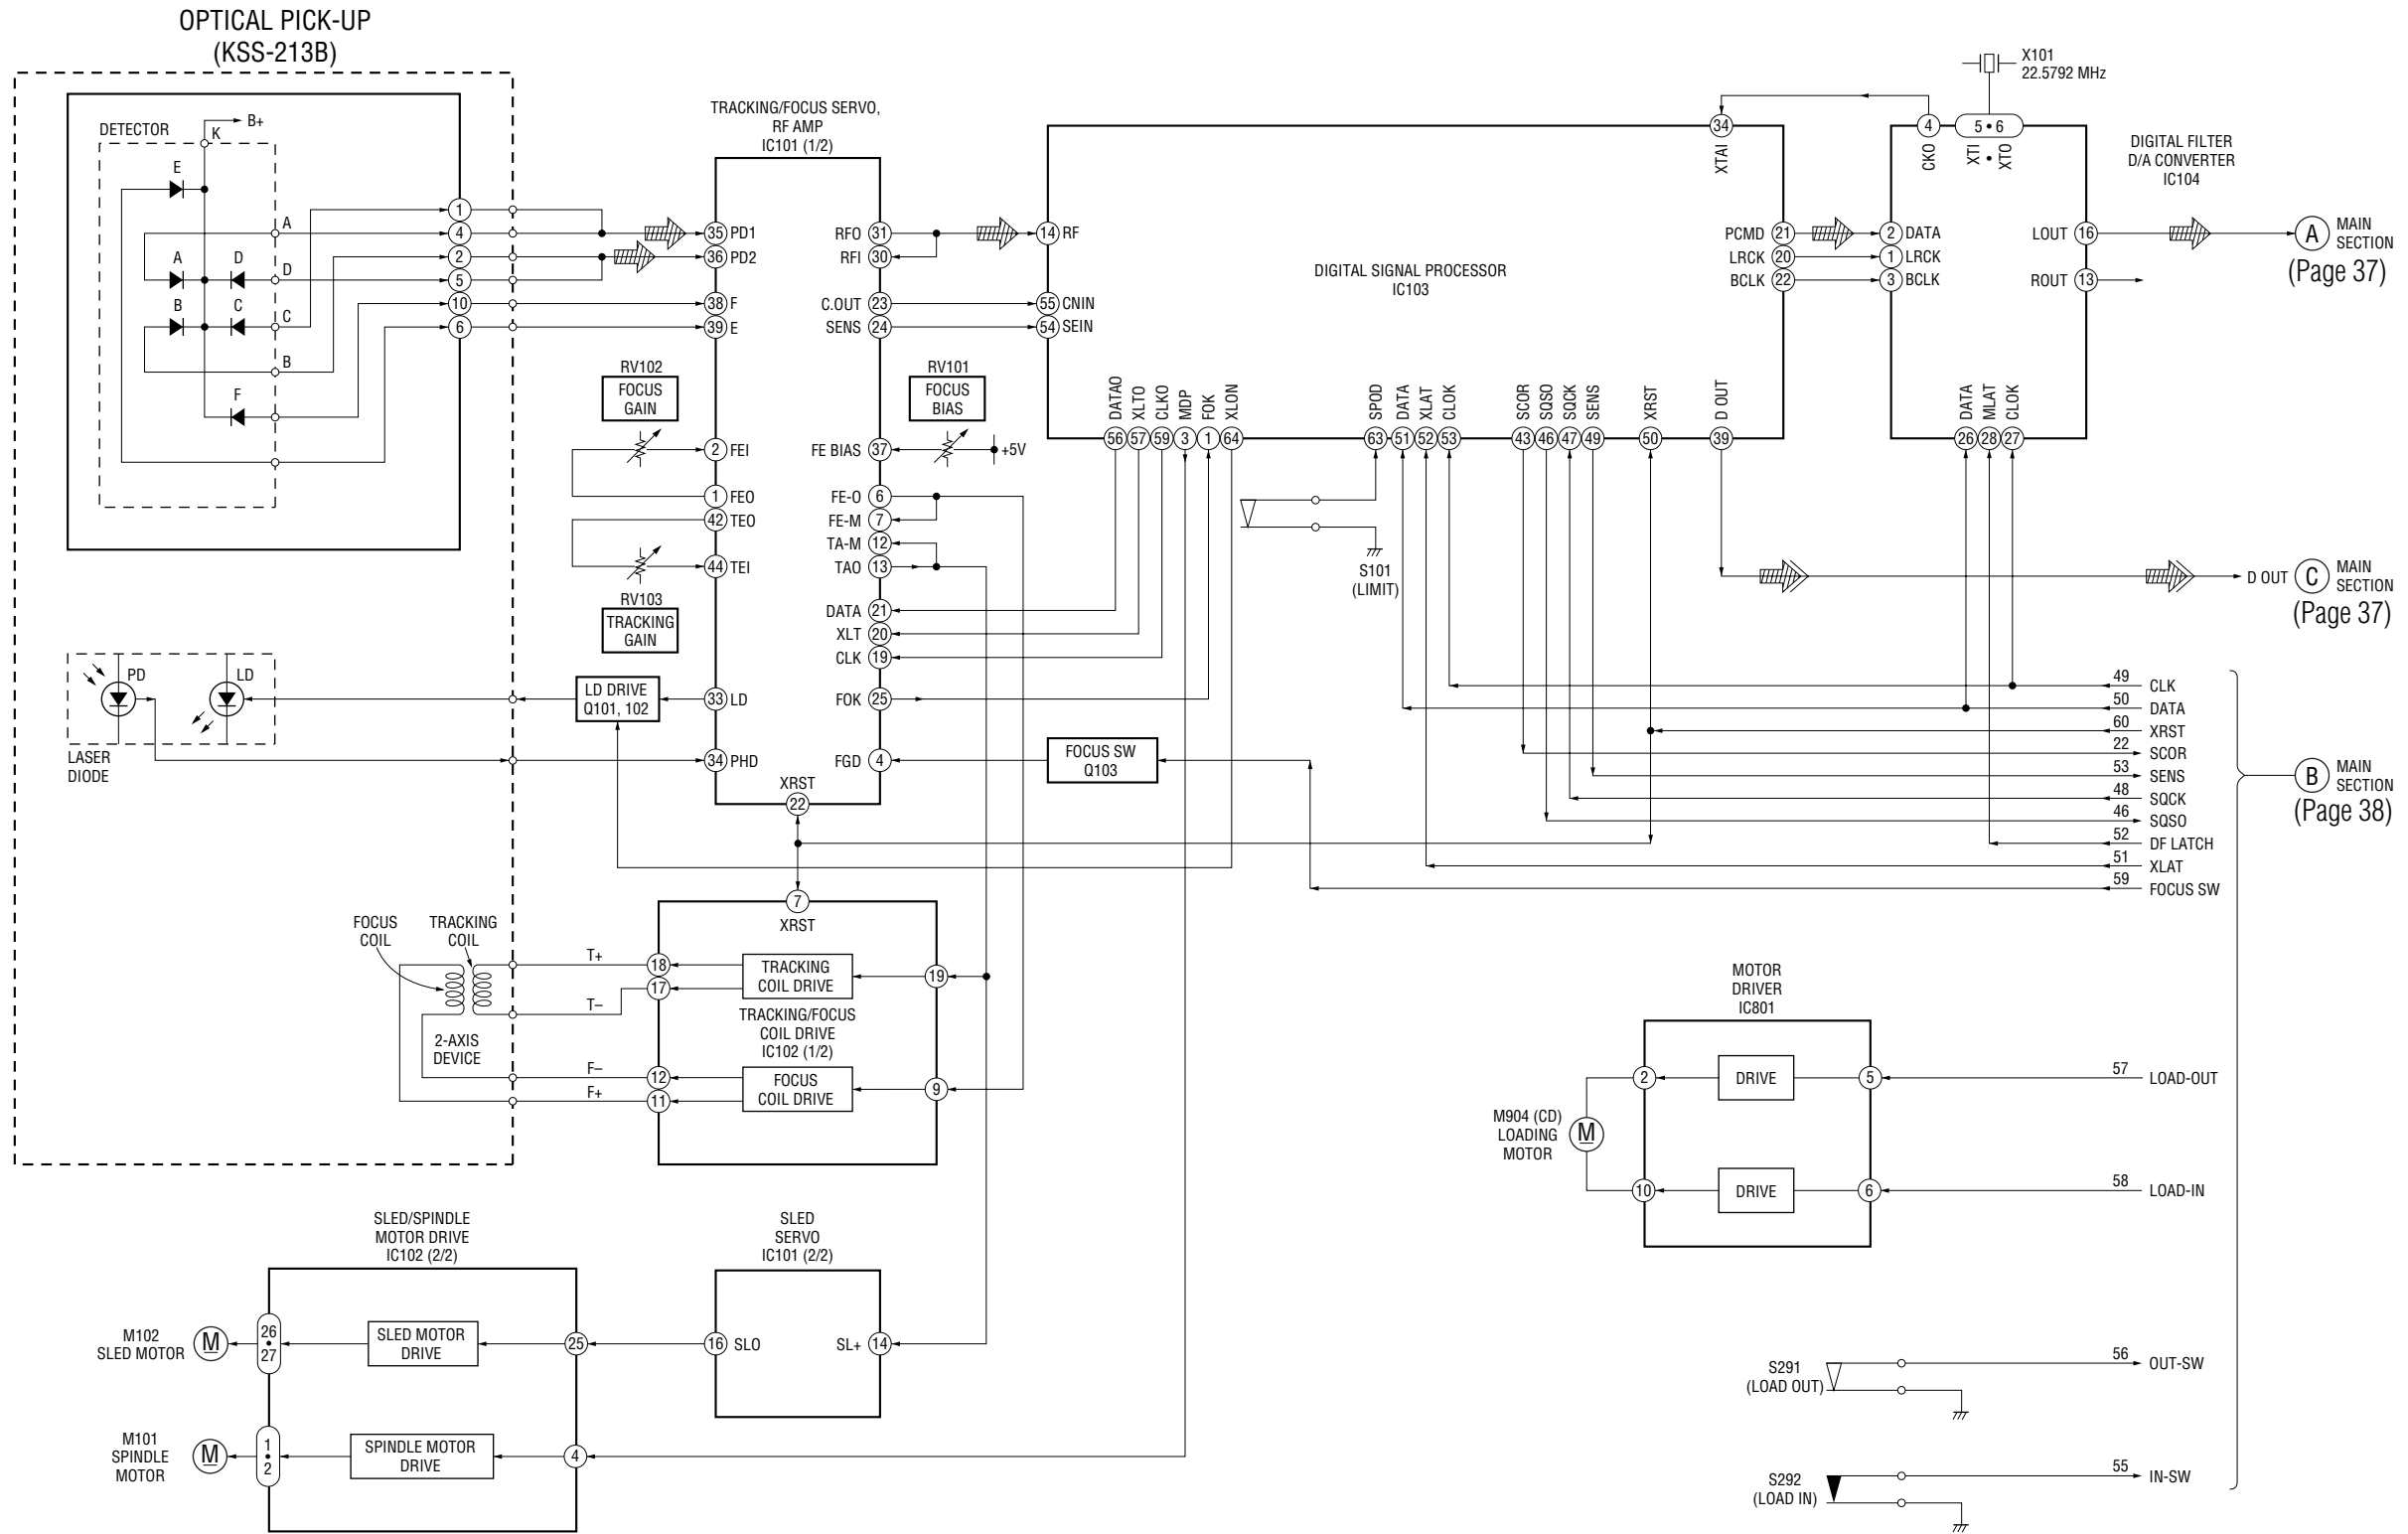 OPTICAL PICK-UP
(KSS-213B)
DETECTOR
K
B+
E
A
D
B
C
F
A
D
C
B
1
4
2
5
10
6
TRACKING/FOCUS SERVO,
RF AMP
IC101 (1/2)
35 PD1
36 PD2
38 F
39 E
2 FEI
1 FEO
42 TEO
44 TEI
33 LD
34 PHD
RFO 31
RFI 30
C.OUT 23
SENS 24
FE BIAS 37
FE-O 6
FE-M 7
TA-M 12
TAO 13
DATA 21
XLT 20
CLK 19
FOK 25
FGD 4
XRST
22
RV102
FOCUS
GAIN
RV103
TRACKING
GAIN
RV101
FOCUS
BIAS
+5V
PD
LD
LASER
DIODE
LD DRIVE
Q101, 102
FOCUS SW
Q103
DIGITAL SIGNAL PROCESSOR
IC103
14 RF
55 CNIN
54 SEIN
34
XTAI
PCMD 21
LRCK 20
BCLK 22
DATAO
XLTO
CLKO
MDP
FOK
XLON
SPOD
DATA
XLAT
CLOK
SCOR
SQSO
SQCK
SENS
XRST
D OUT
56 57 59 3 1 64 63 51 52 53 43 46 47 49 50 39
S101
(LIMIT)
X101
22.5792 MHz
4
5 • 6
CKO
XTI
•
XTO
DIGITAL FILTER
D/A CONVERTER
IC104
2 DATA
1 LRCK
3 BCLK
LOUT 16
ROUT 13
DATA
MLAT
CLOK
26 28 27
A
MAIN
SECTION
(Page 37)
D OUT
C
MAIN
SECTION
(Page 37)
49 CLK
50 DATA
60 XRST
22 SCOR
53 SENS
48 SQCK
46 SQSO
52 DF LATCH
51 XLAT
59 FOCUS SW
B
MAIN
SECTION
(Page 38)
FOCUS
COIL
TRACKING
COIL
2-AXIS
DEVICE
T+
T–
F–
F+
7
XRST
18
17
12
11
19
9
TRACKING
COIL DRIVE
TRACKING/FOCUS
COIL DRIVE
IC102 (1/2)
FOCUS
COIL DRIVE
MOTOR
DRIVER
IC801
M904 (CD)
LOADING
MOTOR
M
2
DRIVE
5
57 LOAD-OUT
10
DRIVE
6
58 LOAD-IN
SLED/SPINDLE
MOTOR DRIVE
IC102 (2/2)
M102
SLED MOTOR
M
26
•
27
SLED MOTOR
DRIVE
25
M101
SPINDLE
MOTOR
M
1
•
2
SPINDLE MOTOR
DRIVE
4
SLED
SERVO
IC101 (2/2)
16 SLO
SL+ 14
S291
(LOAD OUT)
56 OUT-SW
S292
(LOAD IN)
55 IN-SW